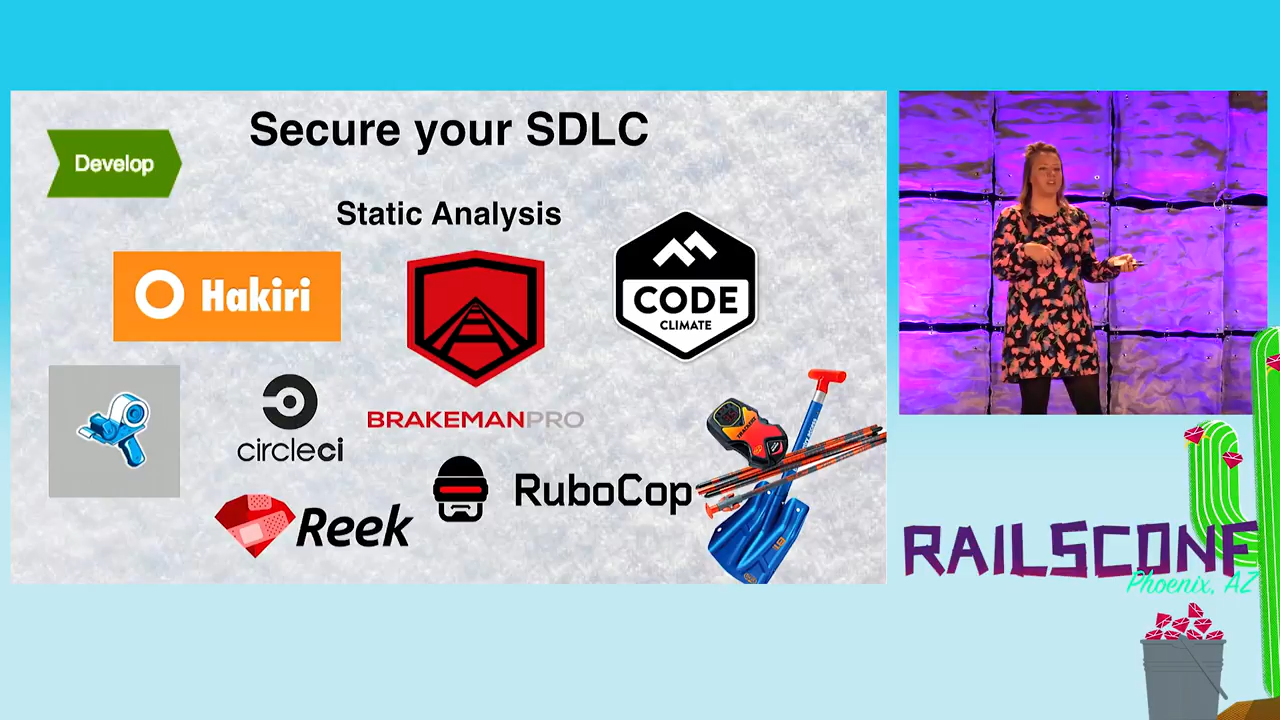 Secure your SDLC
Develop
Static Analysis
Hakiri
CODE
CLIMATE
circleci
BRAKEMANPRO
RuboCop
Reek
RAILSCONF
Phoenix, AZ